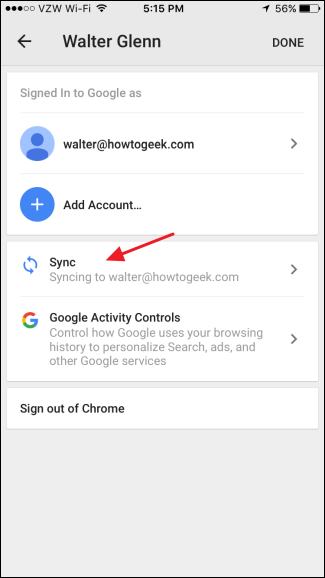 VZW Wi-Fi 5:15 PM 56%
Walter Glenn DONE
Signed In to Google as
walter@howtogeek.com
Add Account...
Sync
Syncing to walter@howtogeek.com
Google Activity Controls
Control how Google uses your browsing
history to personalize Search, ads, and
other Google services
Sign out of Chrome